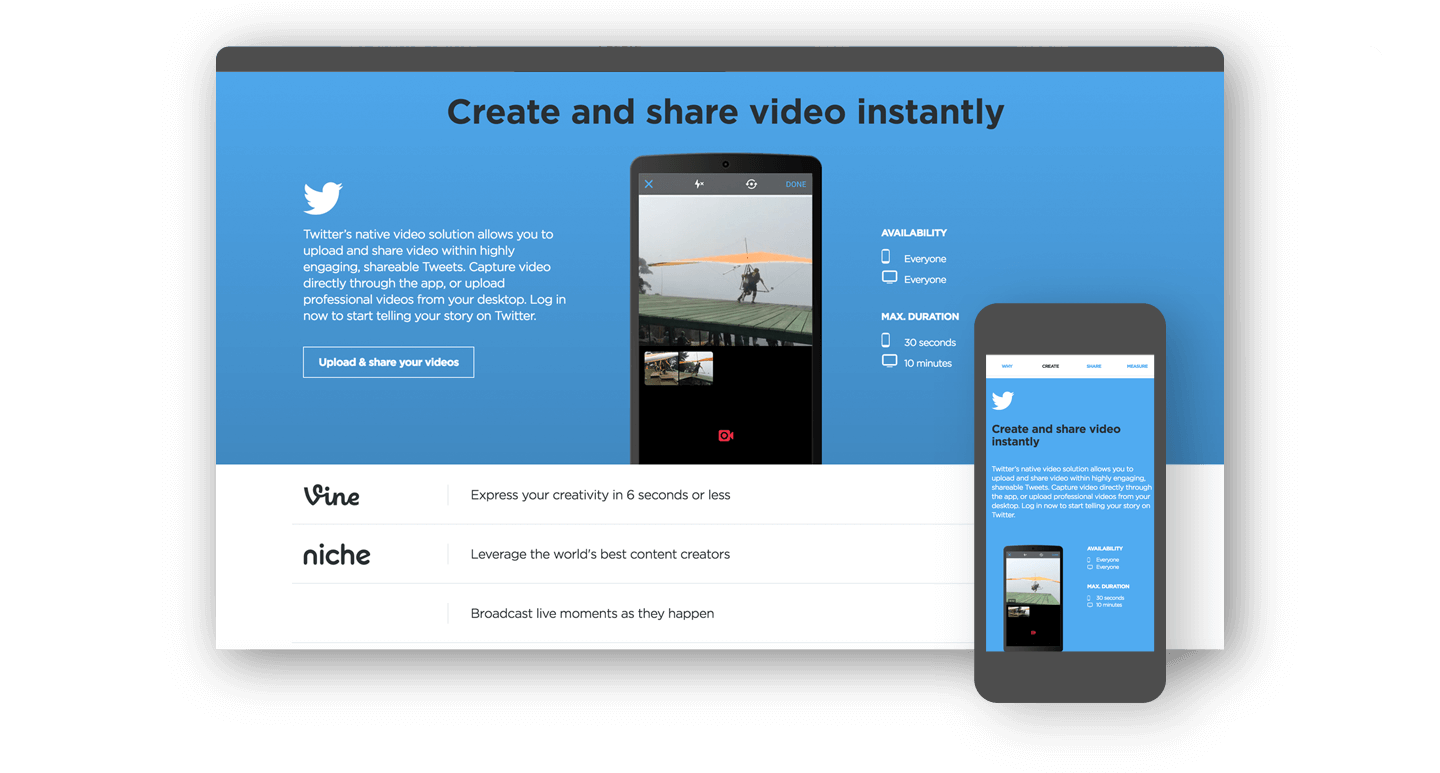 Create and share video instantly
DONE
Twitter's native video solution allows you to
upload and share video within highly
engaging, shareable Tweets. Capture video
directly through the app, or upload
professional videos from your desktop. Log in
now to start telling your story on Twitter.
Upload & share your videos
AVAILABILITY
Everyone
Everyone
MAX. DURATION
30 seconds
10 minutes
Vine
Express your creativity in 6 seconds or less
niche
Leverage the world's best content creators
Broadcast live moments as they happen
WHY CREATE SHARE MEASURE
Create and share video
instantly
Twitter's native video solution allows you to
upload and share video within highly engaging,
shareable Tweets. Capture video directly through
the app, or upload professional videos from your
desktop. Log in now to start telling your story on
Twitter.
AVAILABILITY
Everyone
Everyone
MAX. DURATION
30 seconds
10 minutes